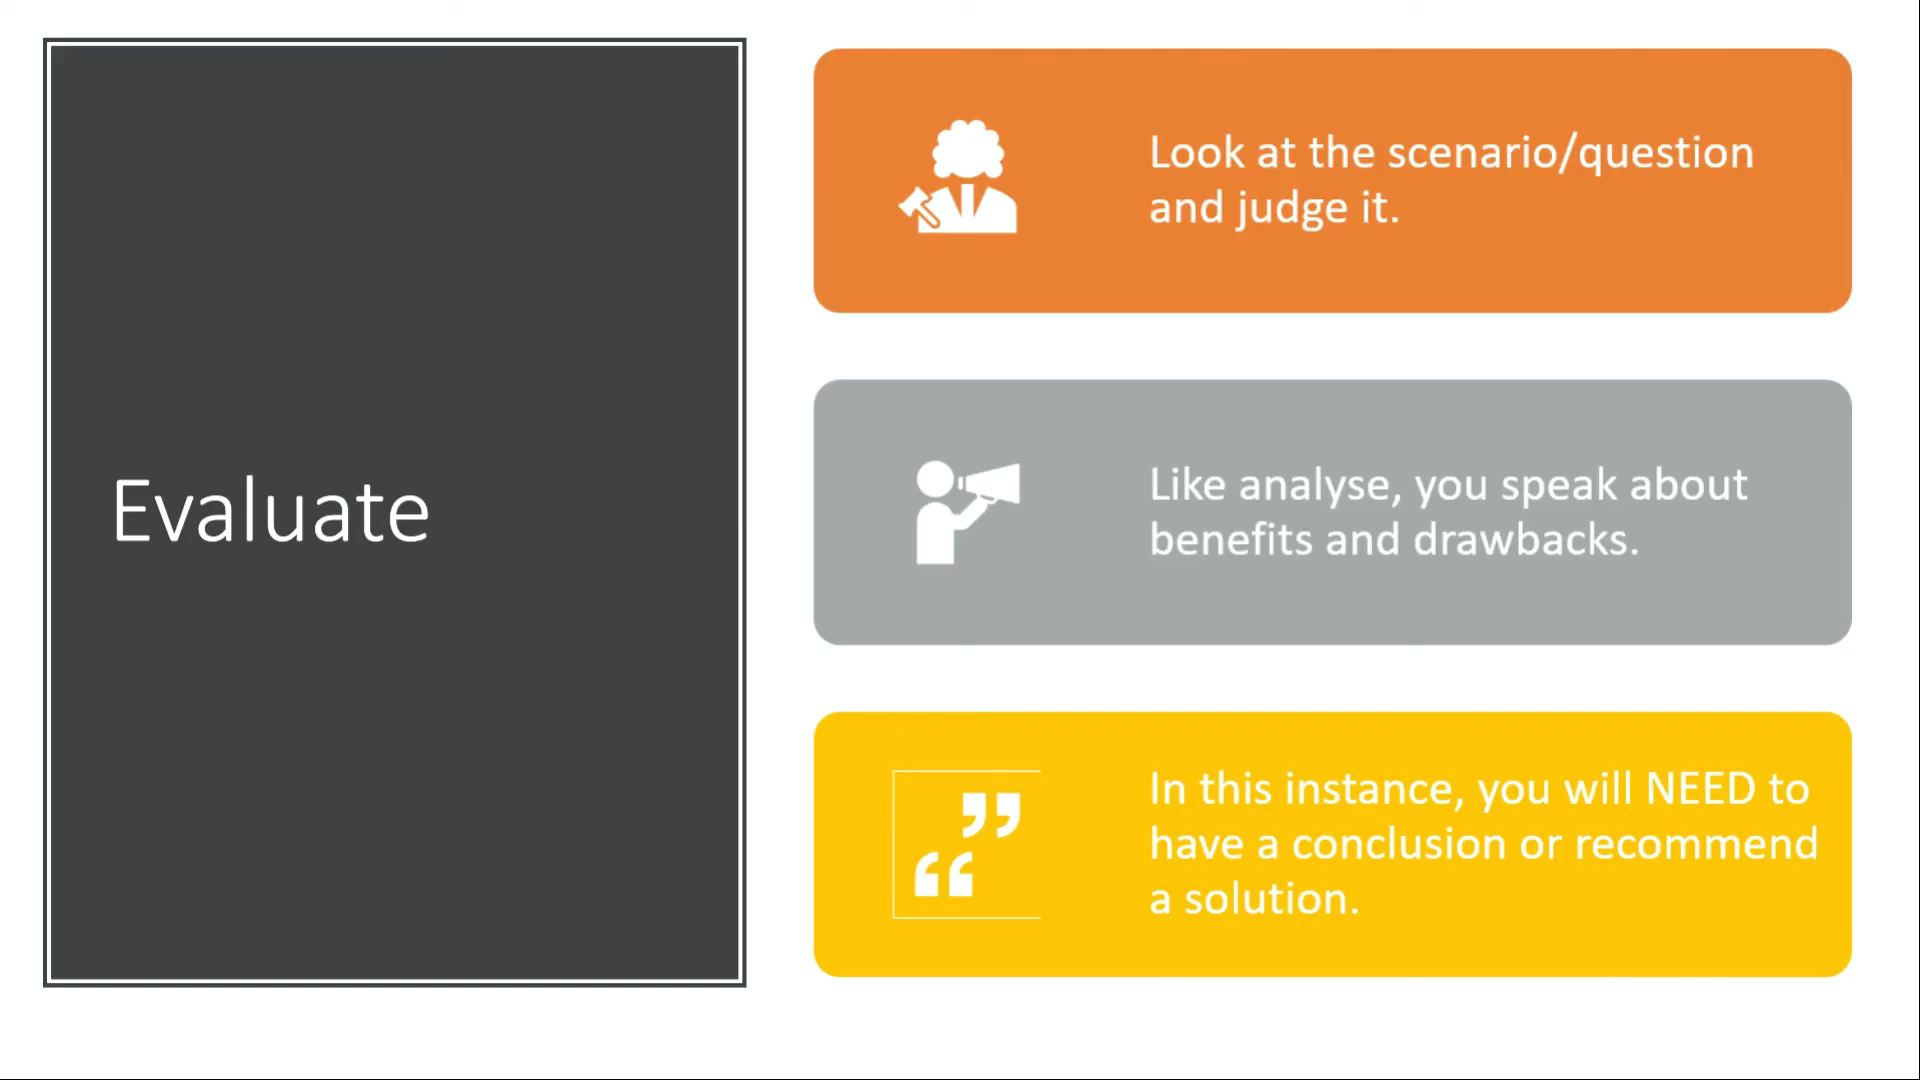 Evaluate
Look at the scenario/question
and judge it.
Like analyse, you speak about
benefits and drawbacks.
In this instance, you will NEED to
have a conclusion or recommend
a solution.